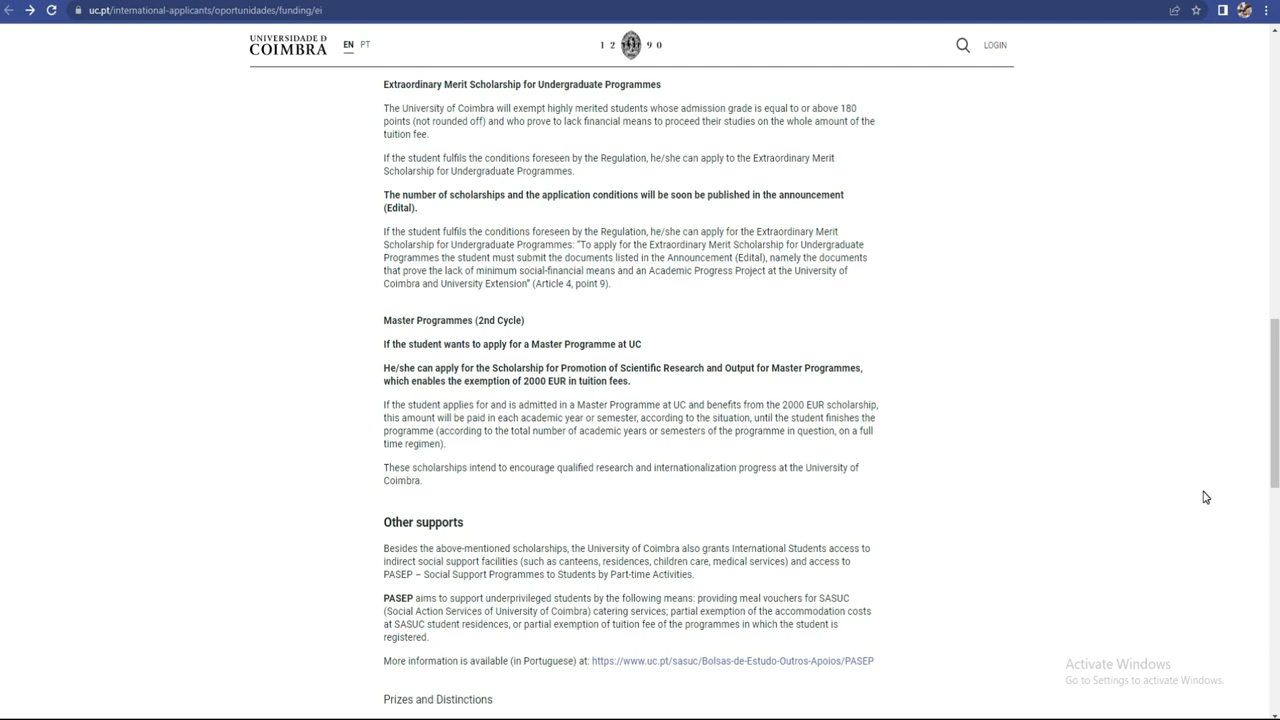 uc.pt/international-applicants/oportunidades/funding/ei
UNIVERSIDADE D
COIMBRA
EN PT
12 90
LOGIN
Extraordinary Merit Scholarship for Undergraduate Programmes
The University of Coimbra will exempt highly merited students whose admission grade is equal to or above 180
points (not rounded off) and who prove to lack financial means to proceed their studies on the whole amount of the
tuition fee.
If the student fulfils the conditions foreseen by the Regulation, he/she can apply to the Extraordinary Merit
Scholarship for Undergraduate Programmes.
The number of scholarships and the application conditions will be soon be published in the announcement
(Edital).
If the student fulfils the conditions foreseen by the Regulation, he/she can apply for the Extraordinary Merit
Scholarship for Undergraduate Programmes: "To apply for the Extraordinary Merit Scholarship for Undergraduate
Programmes the student must submit the documents listed in the Announcement (Edital), namely the documents
that prove the lack of minimum social-financial means and an Academic Progress Project at the University of
Coimbra and University Extension” (Article 4, point 9).
Master Programmes (2nd Cycle)
If the student wants to apply for a Master Programme at UC
He/she can apply for the Scholarship for Promotion of Scientific Research and Output for Master Programmes,
which enables the exemption of 2000 EUR in tuition fees.
If the student applies for and is admitted in a Master Programme at UC and benefits from the 2000 EUR scholarship,
this amount will be paid in each academic year or semester, according to the situation, until the student finishes the
programme (according to the total number of academic years or semesters of the programme in question, on a full
time regimen).
These scholarships intend to encourage qualified research and internationalization progress at the University of
Coimbra.
Other supports
Besides the above-mentioned scholarships, the University of Coimbra also grants International Students access to
indirect social support facilities (such as canteens, residences, children care, medical services) and access to
PASEP – Social Support Programmes to Students by Part-time Activities.
PASEP aims to support underprivileged students by the following means: providing meal vouchers for SASUC
(Social Action Services of University of Coimbra) catering services; partial exemption of the accommodation costs
at SASUC student residences, or partial exemption of tuition fee of the programmes in which the student is
registered.
More information is available (in Portuguese) at: https://www.uc.pt/sasuc/Bolsas-de-Estudo-Outros-Apoios/PASEP
Prizes and Distinctions
Activate Windows
Go to Settings to activate Windows.